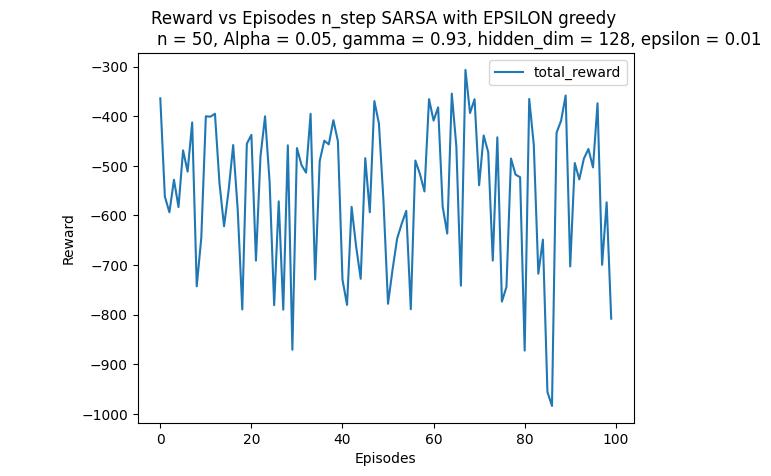 Reward vs Episodes n_step SARSA with EPSILON greedy
n = 50, Alpha = 0.05, gamma = 0.93, hidden_dim = 128, epsilon = 0.01
total_reward
−300
−400
−500
−600
−700
−800
−900
−1000
Reward
0 20 40 60 80 100
Episodes